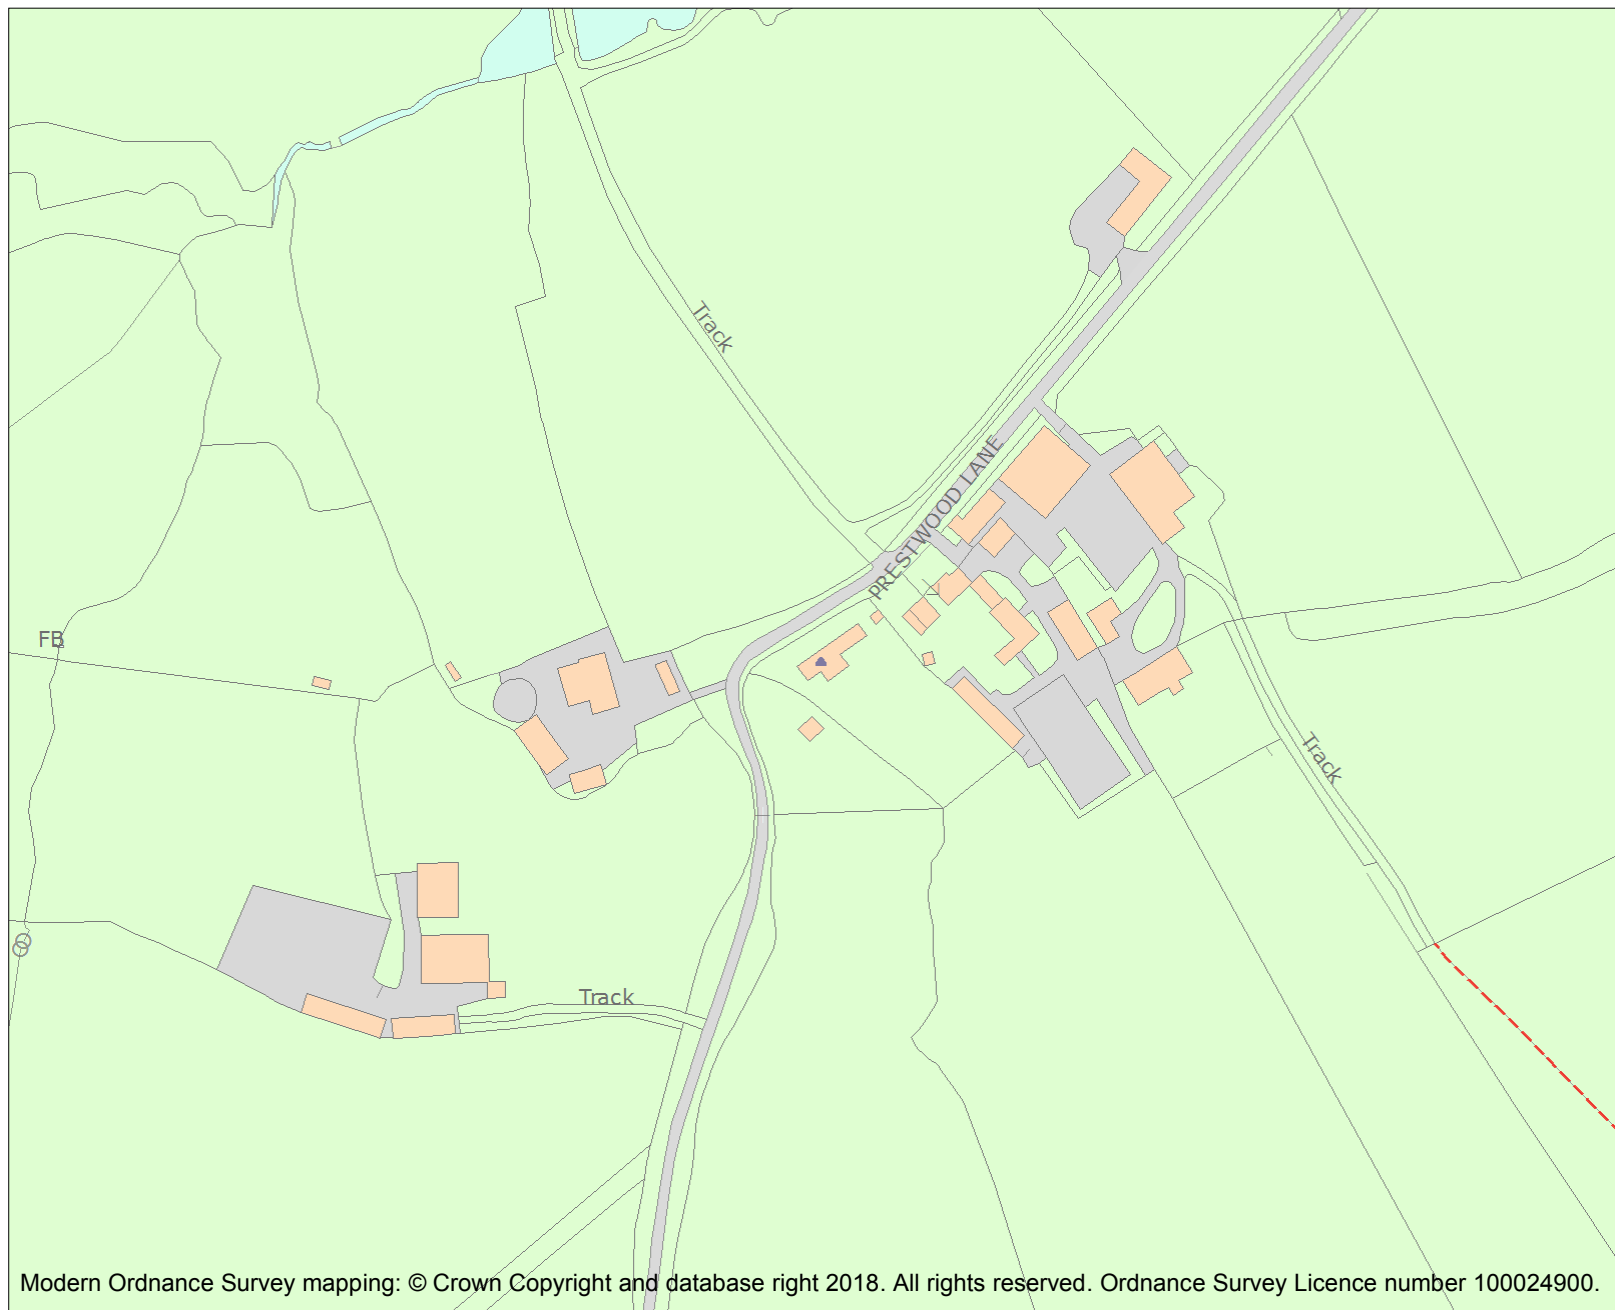 Track
PRESTWOOD LANE
FB
Track
Track
Modern Ordnance Survey mapping: © Crown Copyright and database right 2018. All rights reserved. Ordnance Survey Licence number 100024900.